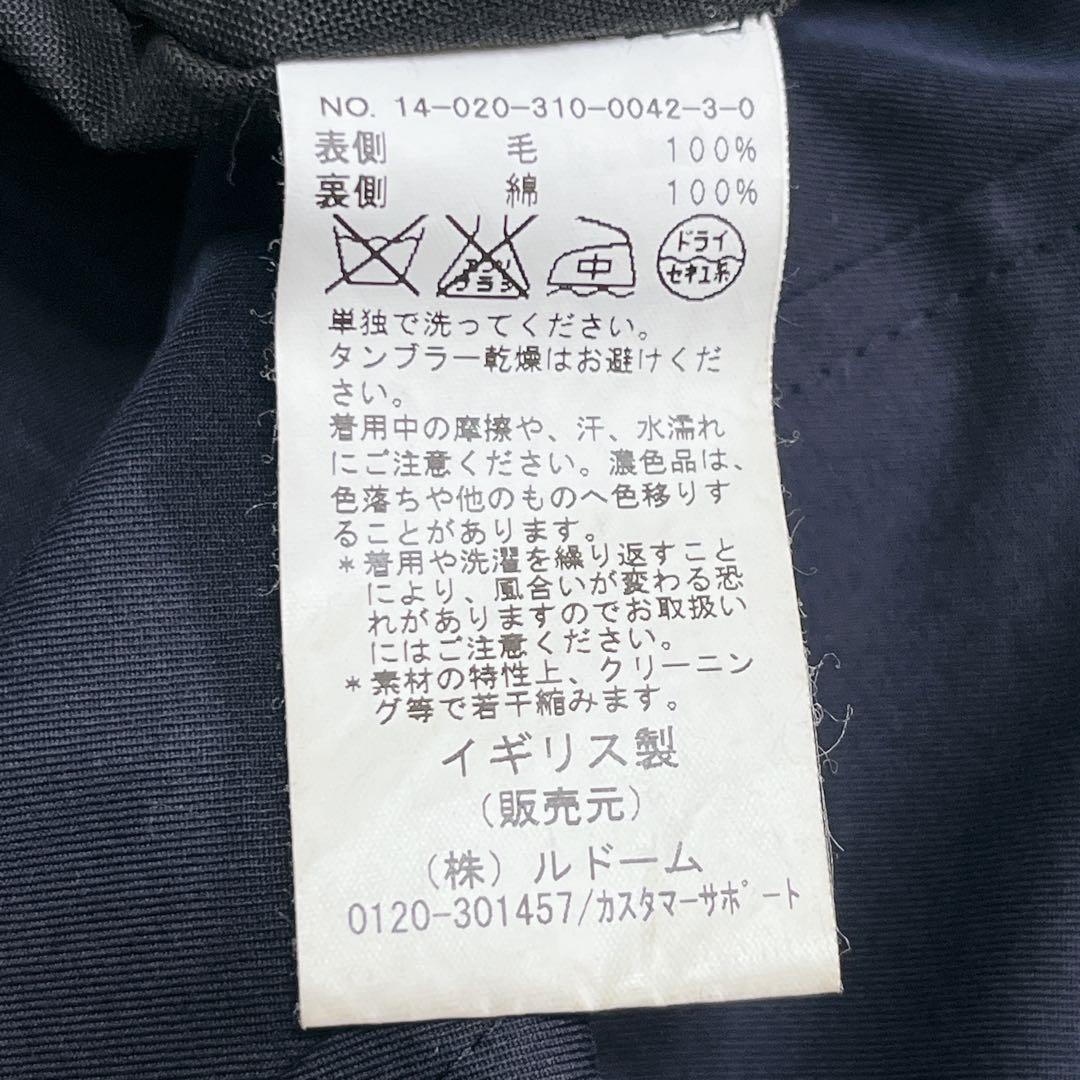 NO. 14-020-310-0042-3-0
表側 毛 100%
裏側 綿 100%
エンソ
フラシ
中
ドライ
セキユ系
単独で洗ってください。
タンブラー乾燥はお避けくだ
さい。
着用中の摩擦や、汗、水濡れ
にご注意ください。濃色品は、
色落ちや他のものへ色移りす
ることがあります。
*着用や洗濯を繰り返すこと
により、風合いが変わる恐
れがありますのでお取扱い
にはご注意ください。
*素材の特性上、クリーニン
グ等で若干縮みます。
イギリス製
(販売元)
(株)ルドーム
0120-301457/カスタマーサポート